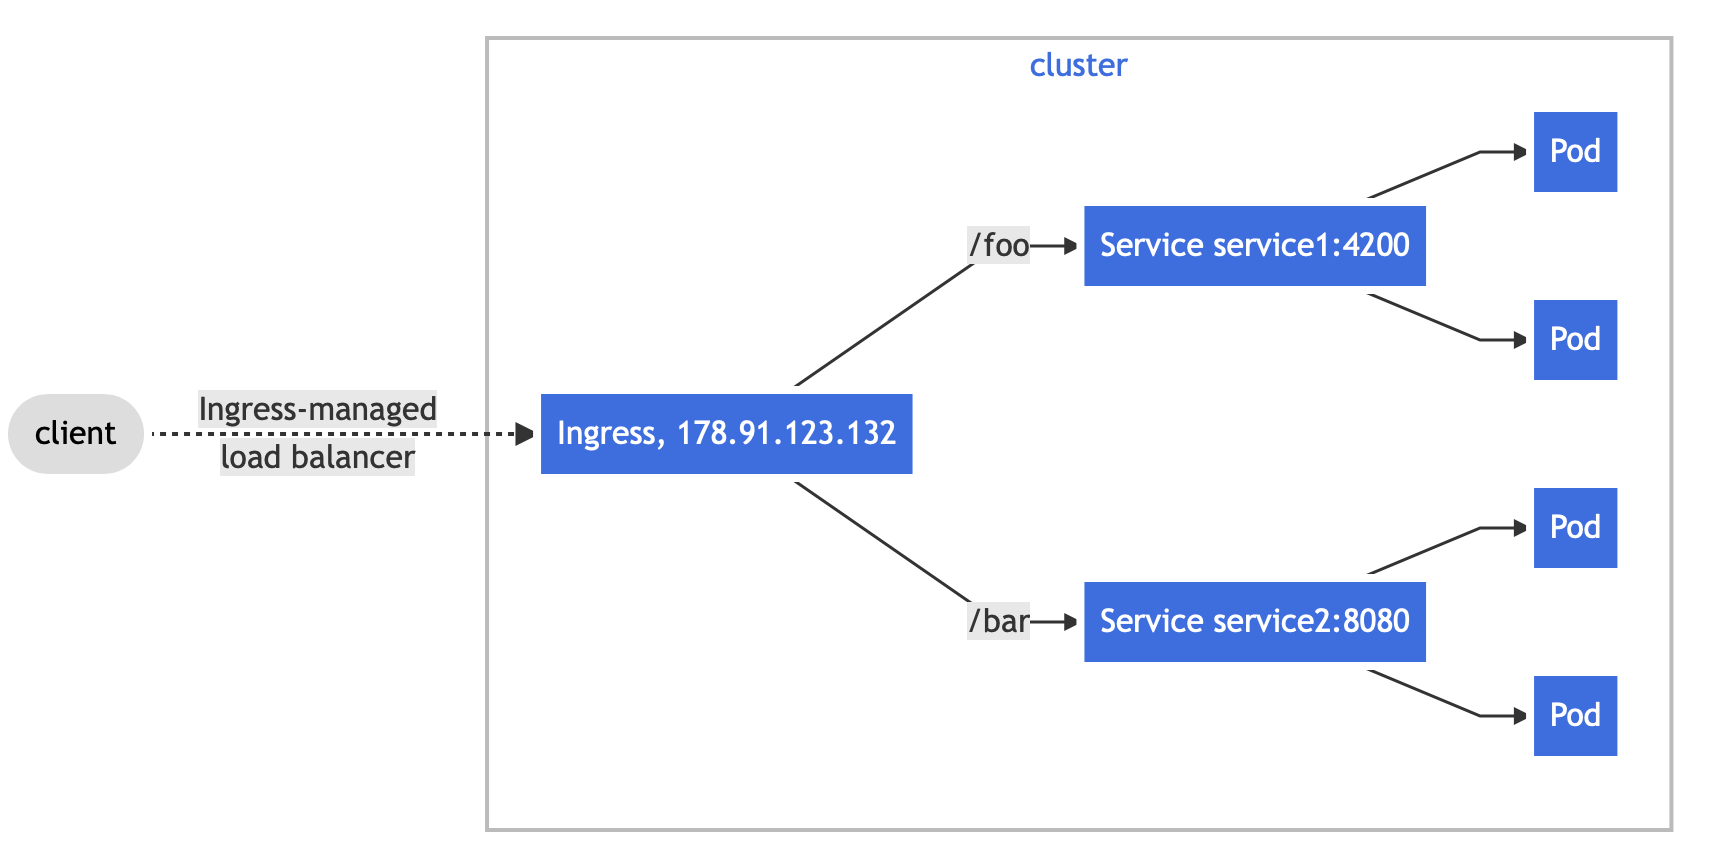 cluster
client
Ingress-managed
load balancer
Ingress, 178.91.123.132
/foo
Service service1:4200
Pod
Pod
/bar
Service service2:8080
Pod
Pod